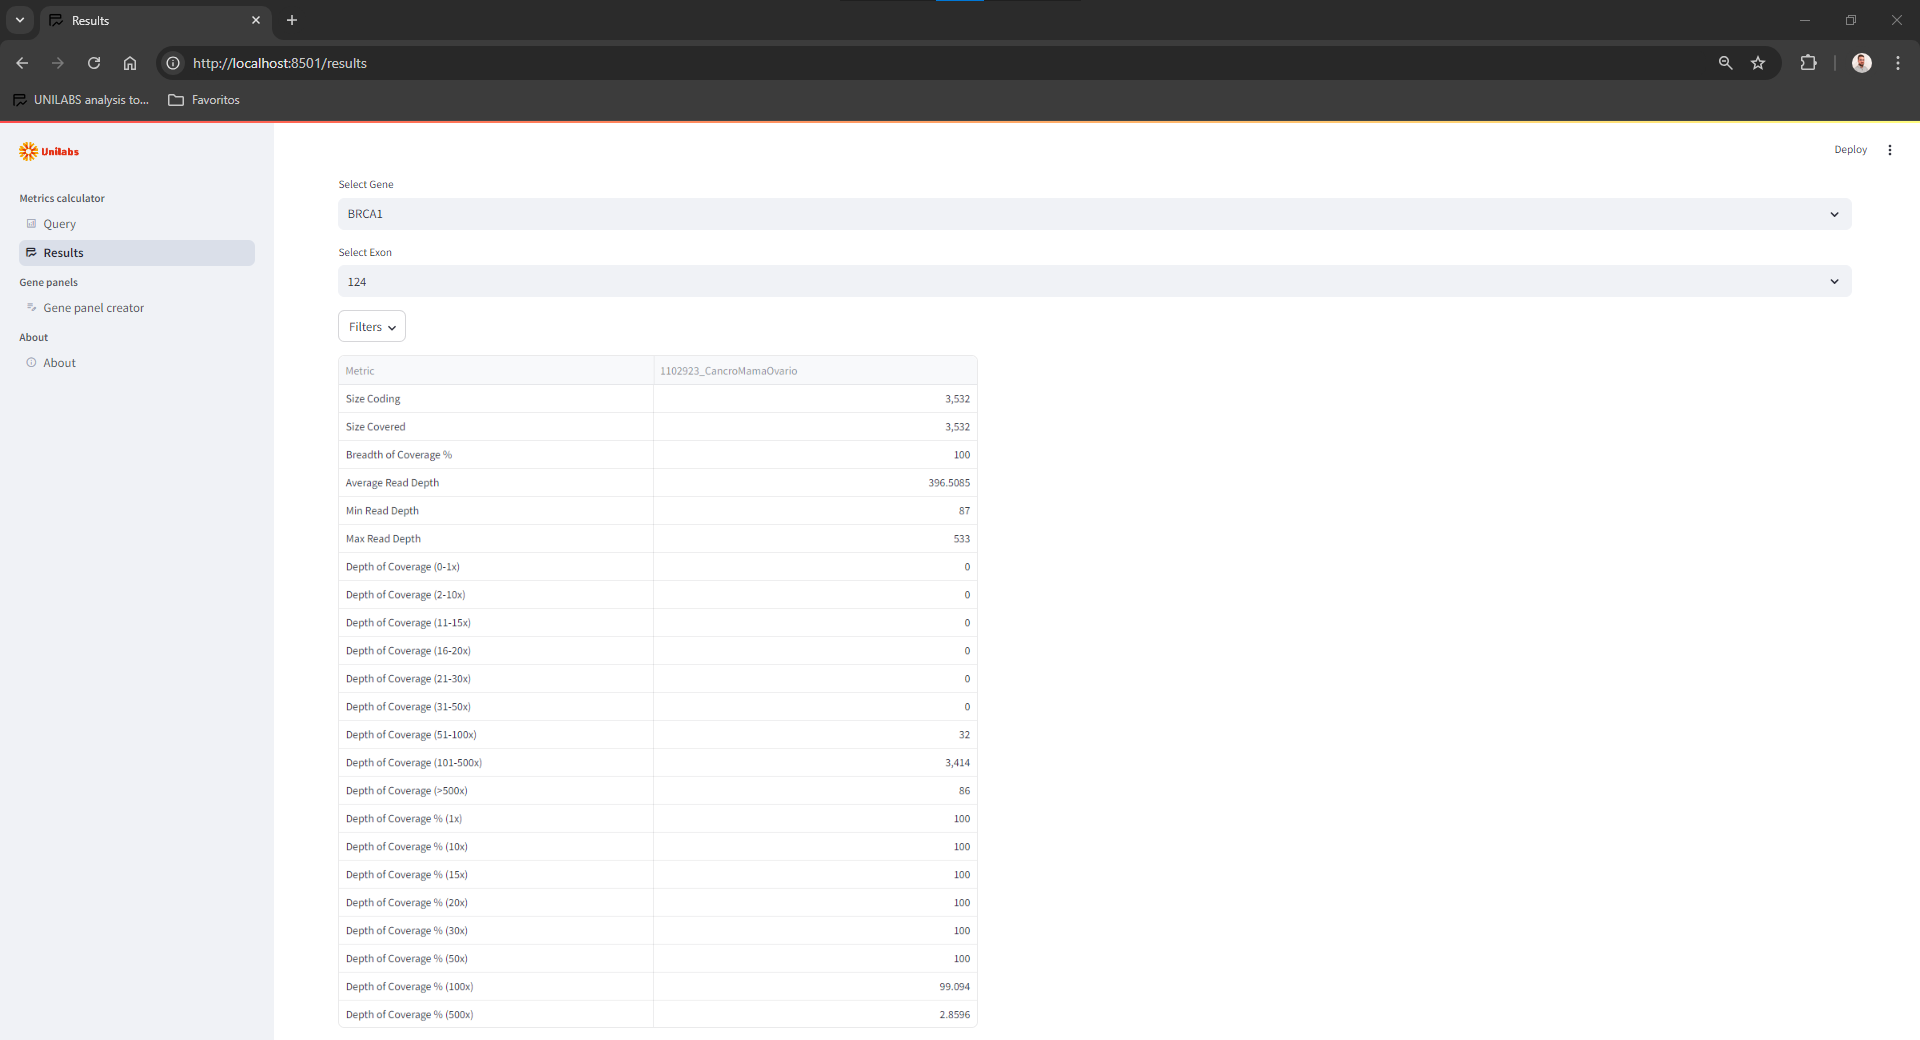 Results
http://localhost:8501/results
UNILABS analysis to...
Favoritos
Unilabs
Deploy
Metrics calculator
Query
Results
Gene panels
Gene panel creator
About
About
Select Gene
BRCA1
Select Exon
124
Filters
Metric 1102923_CancroMamaOvario
Size Coding 3,532
Size Covered 3,532
Breadth of Coverage % 100
Average Read Depth 396.5085
Min Read Depth 87
Max Read Depth 533
Depth of Coverage (0-1x) 0
Depth of Coverage (2-10x) 0
Depth of Coverage (11-15x) 0
Depth of Coverage (16-20x) 0
Depth of Coverage (21-30x) 0
Depth of Coverage (31-50x) 0
Depth of Coverage (51-100x) 32
Depth of Coverage (101-500x) 3,414
Depth of Coverage (>500x) 86
Depth of Coverage % (1x) 100
Depth of Coverage % (10x) 100
Depth of Coverage % (15x) 100
Depth of Coverage % (20x) 100
Depth of Coverage % (30x) 100
Depth of Coverage % (50x) 100
Depth of Coverage % (100x) 99.094
Depth of Coverage % (500x) 2.8596